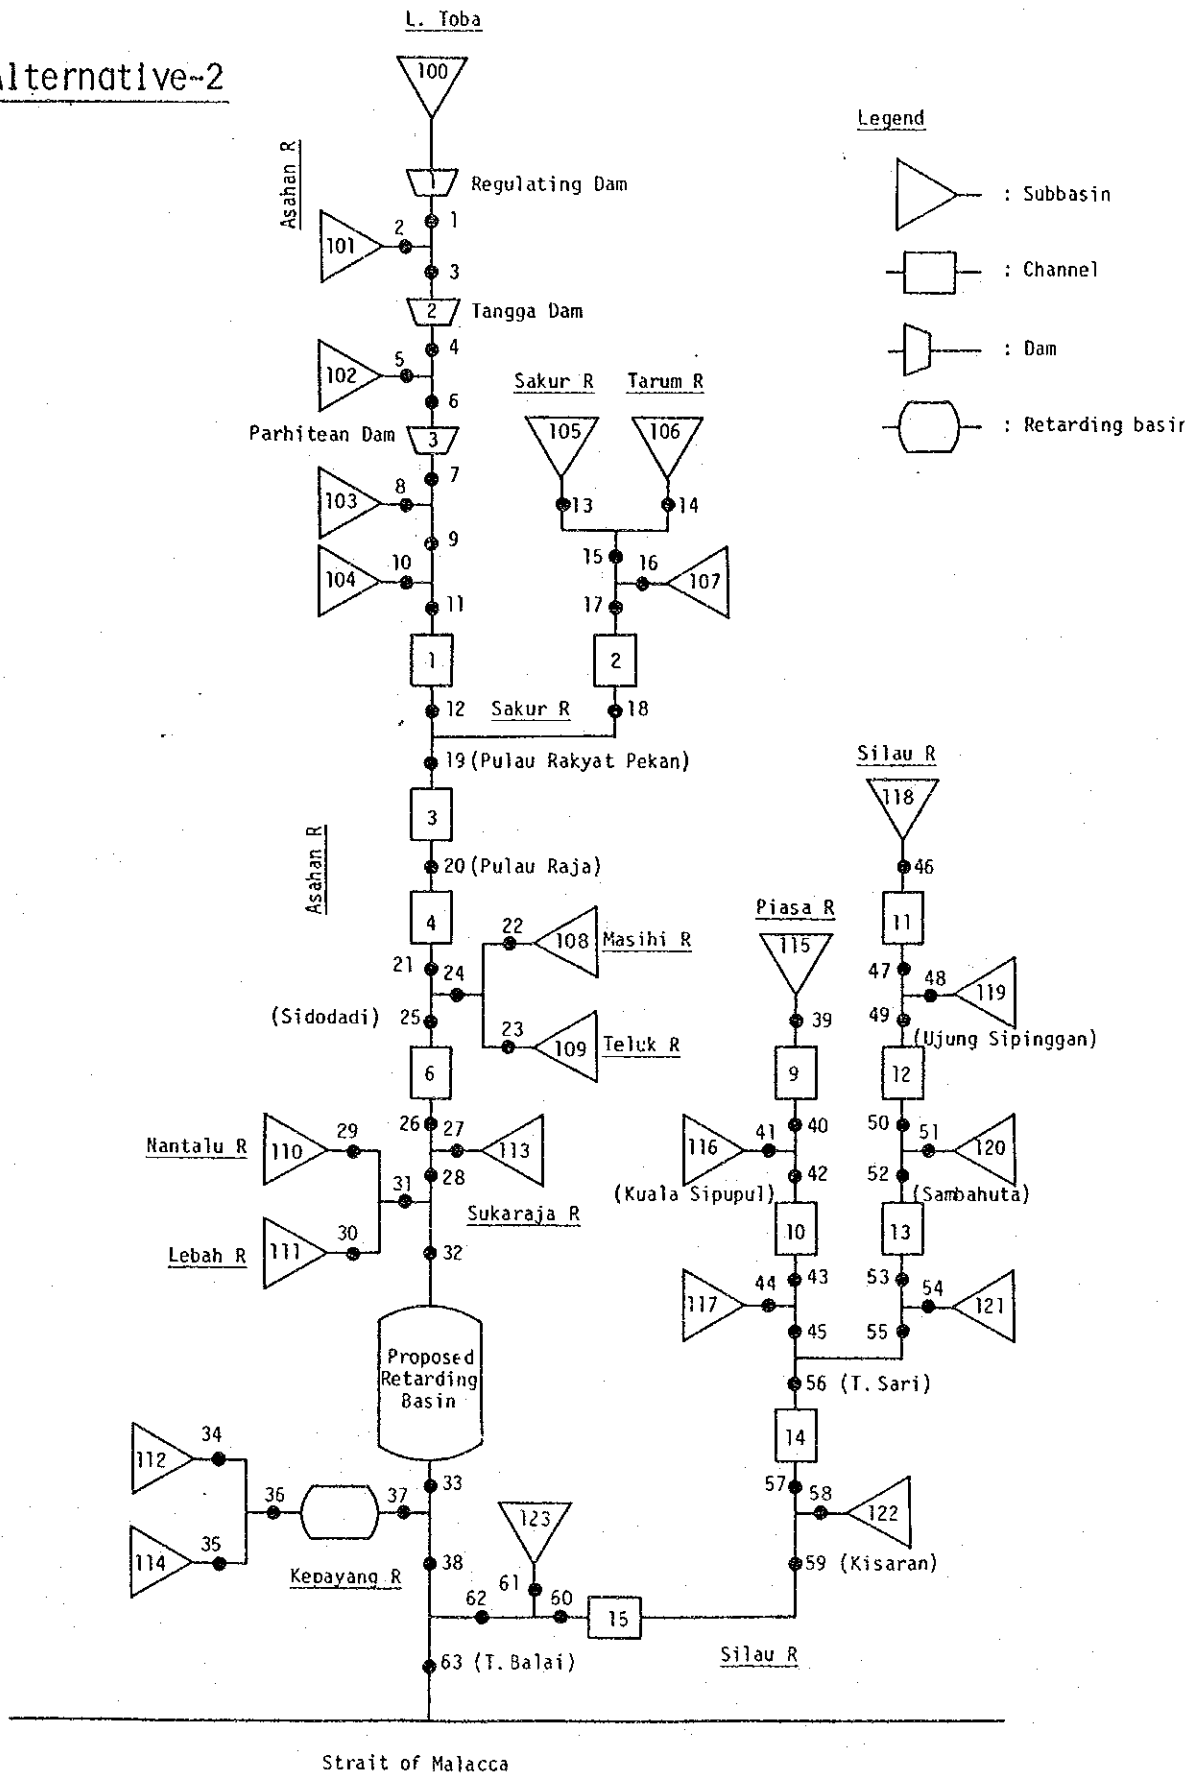 L. Toba
Alternative-2
100
Legend
Asahan R
1 Regulating Dam
: Subbasin
1
2
101
3
: Channel
2 Tangga Dam
4
: Dam
5
102
Sakur R
Tarum R
6
105
106
: Retarding basin
Parhitean Dam
3
7
8
103
13
14
9
15
16
10
104
107
11
17
1
2
12
Sakur R
18
19 (Pulau Rakyat Pekan)
Silau R
118
3
Asahan R
20 (Pulau Raja)
46
4
Piasa R
11
22
108 Masihi R
115
21
24
47
48
119
(Sidodadi) 25
23
39
49
(Ujung Sipinggan)
109 Teluk R
6
9
12
26
27
40
50
Nantalu R
110
29
113
116
41
51
120
28
42
52
31
(Kuala Sipupul)
(Sambahuta)
Sukaraja R
10
13
Lebah R
111
30
32
43
53
44
54
117
121
45
55
Proposed
Retarding
Basin
56 (T. Sari)
34
14
112
33
57
58
36
37
123
122
35
114
38
59 (Kisaran)
Kepayang R
61
62
60
15
63 (T. Balai)
Silau R
Strait of Malacca